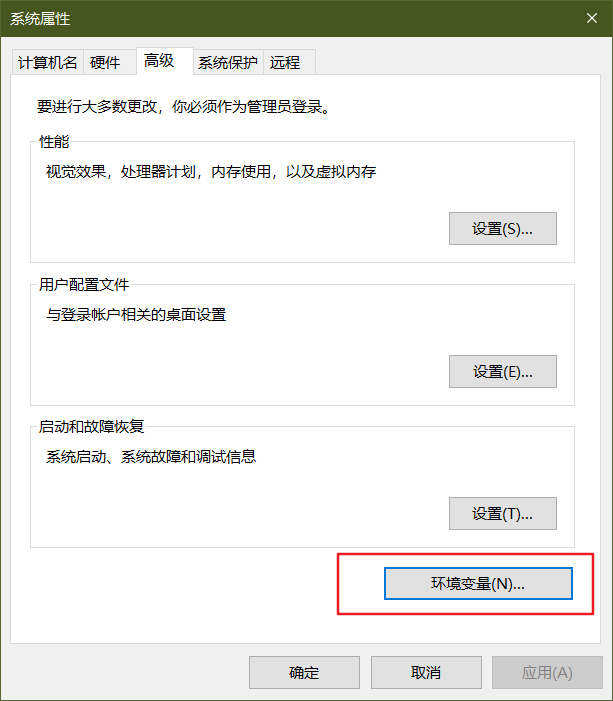 系统属性
计算机名 硬件 高级 系统保护 远程
要进行大多数更改，你必须作为管理员登录。
性能
视觉效果，处理器计划，内存使用，以及虚拟内存
设置(S)...
用户配置文件
与登录帐户相关的桌面设置
设置(E)...
启动和故障恢复
系统启动、系统故障和调试信息
设置(T)...
环境变量(N)...
确定 取消 应用(A)